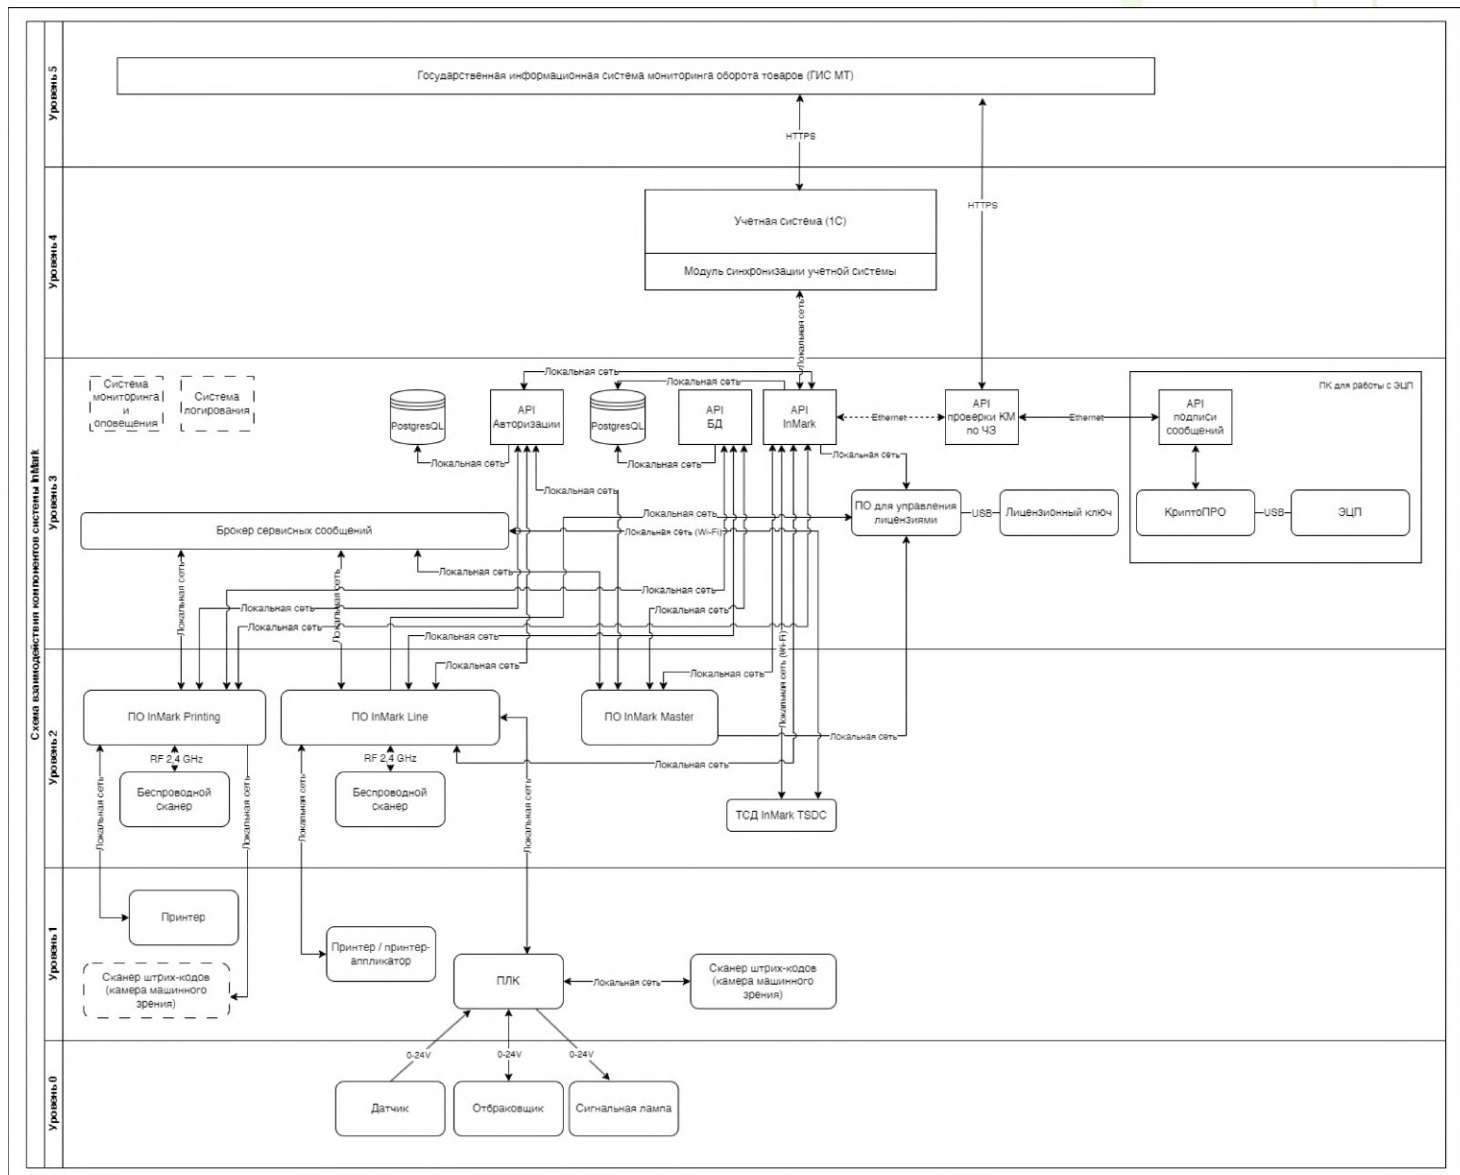 Схема взаимодействия компонентов системы InMark
Уровень 5
Государственная информационная система мониторинга оборота товаров (ГИС МТ)
HTTPS
HTTPS
Уровень 4
Учетная система (1С)
Модуль синхронизации учетной системы
Локальная сеть
Уровень 3
Система
мониторинга
и
оповещения
Система
логирования
Локальная сеть
Локальная сеть
PostgresQL
API
Авторизации
PostgresQL
API
БД
API
InMark
Ethernet
API
проверки КМ
по ЧЗ
Ethernet
ПК для работы с ЭЦП
API
подписи
сообщений
Локальная сеть
Локальная сеть
Локальная сеть
Локальная сеть
ПО для управления
лицензиями
USB
Лицензионный ключ
КриптоПРО
USB
ЭЦП
Локальная сеть
Брокер сервисных сообщений
Локальная сеть (Wi-Fi)
Локальная сеть
Локальная сеть
Локальная сеть
Локальная сеть
Локальная сеть
Локальная сеть
Локальная сеть
Локальная сеть
Локальная сеть
Локальная сеть (Wi-Fi)
Уровень 2
Локальная сеть
Локальная сеть
ПО InMark Printing
ПО InMark Line
ПО InMark Master
Локальная сеть
RF 2,4 GHz
RF 2,4 GHz
Локальная сеть
Беспроводной
сканер
Беспроводной
сканер
ТСД InMark TSDC
Локальная сеть
Локальная сеть
Локальная сеть
Локальная сеть
Уровень 1
Принтер
Принтер / принтер-
аппликатор
Сканер штрих-кодов
(камера машинного
зрения)
ПЛК
Локальная сеть
Сканер штрих-кодов
(камера машинного
зрения)
Уровень 0
0-24V
0-24V
0-24V
Датчик
Отбраковщик
Сигнальная лампа